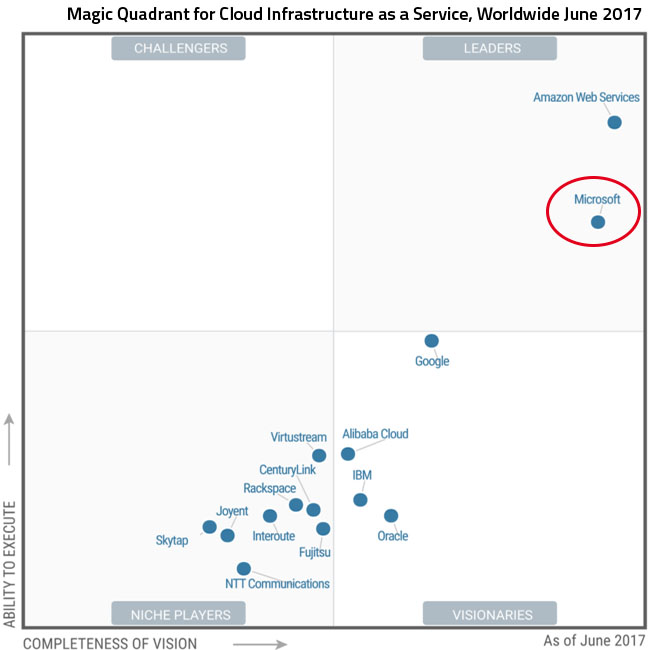 Magic Quadrant for Cloud Infrastructure as a Service, Worldwide June 2017
CHALLENGERS
LEADERS
Amazon Web Services
Microsoft
Google
Virtustream
Alibaba Cloud
CenturyLink
IBM
Rackspace
Joyent
Skytap
Interoute
Oracle
Fujitsu
NTT Communications
NICHE PLAYERS
VISIONARIES
ABILITY TO EXECUTE
COMPLETENESS OF VISION
As of June 2017